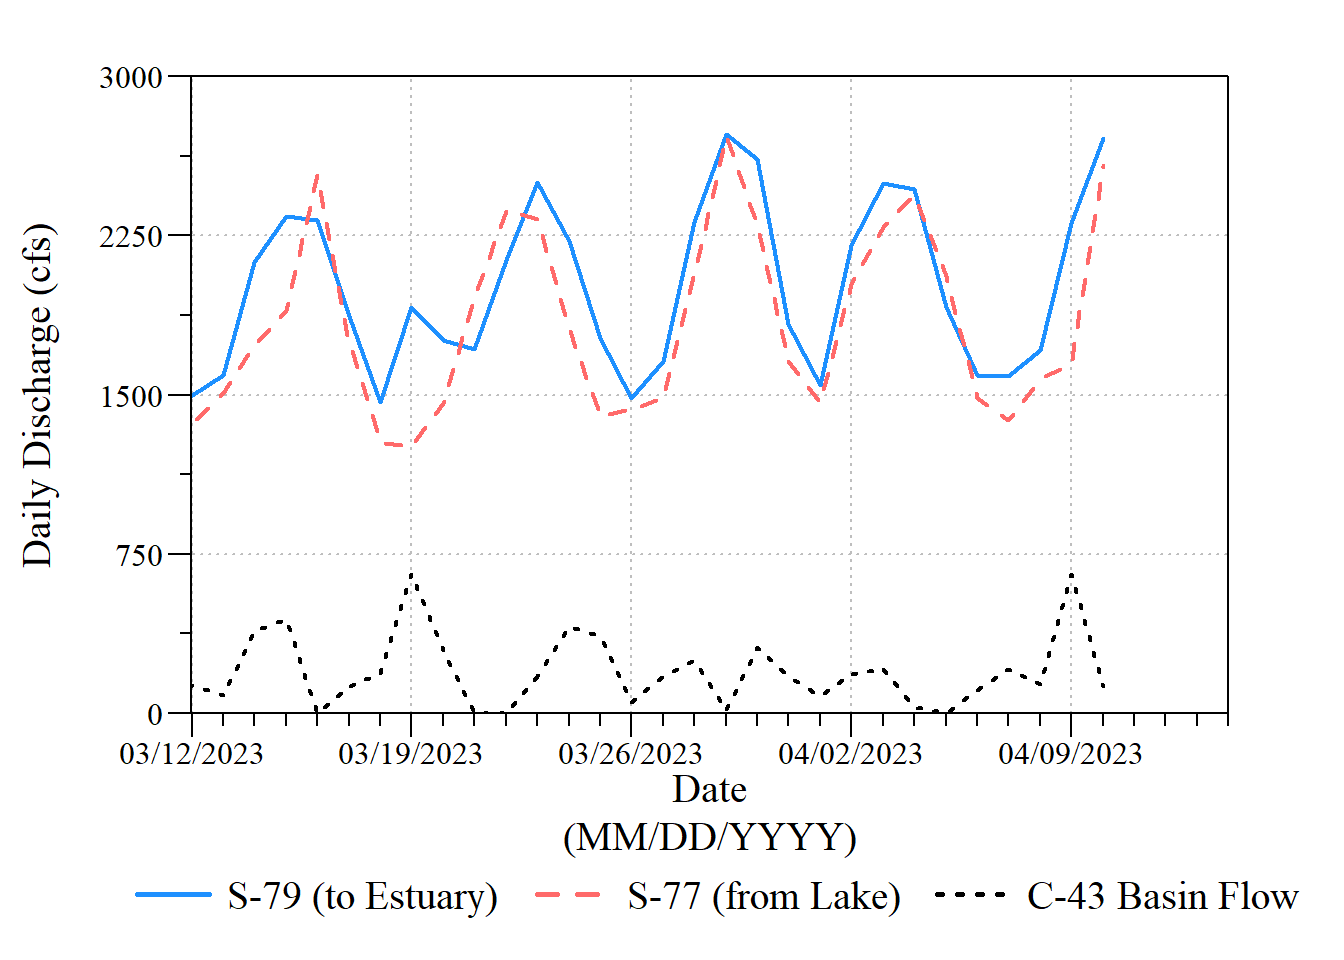 Daily Discharge (cfs)
3000
2250
1500
750
0
03/12/2023 03/19/2023 03/26/2023 04/02/2023 04/09/2023
Date
(MM/DD/YYYY)
S-79 (to Estuary) S-77 (from Lake) C-43 Basin Flow